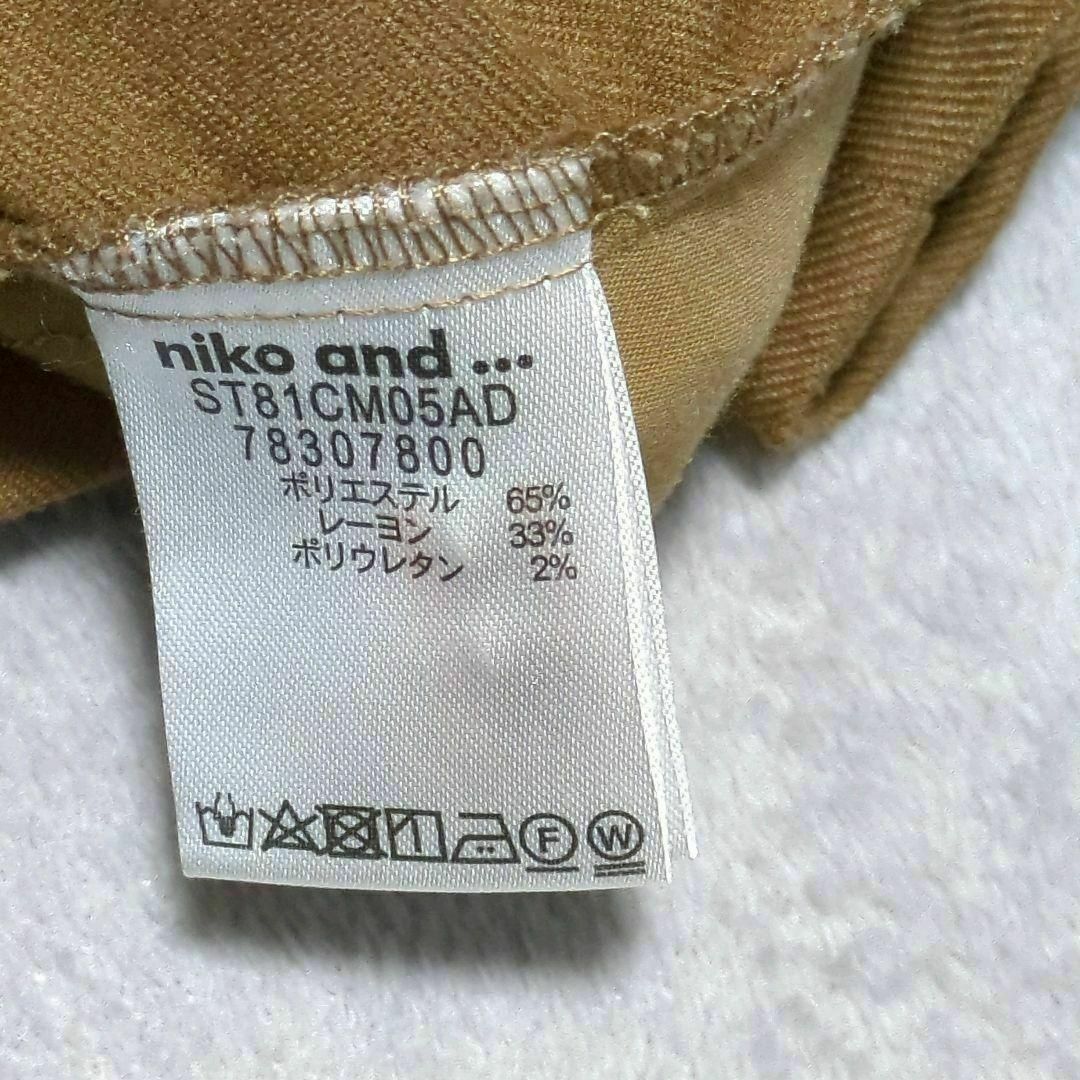 niko and ...
ST81CM05AD
78307800
ポリエステル 65%
レーヨン 33%
ポリウレタン 2%
F W